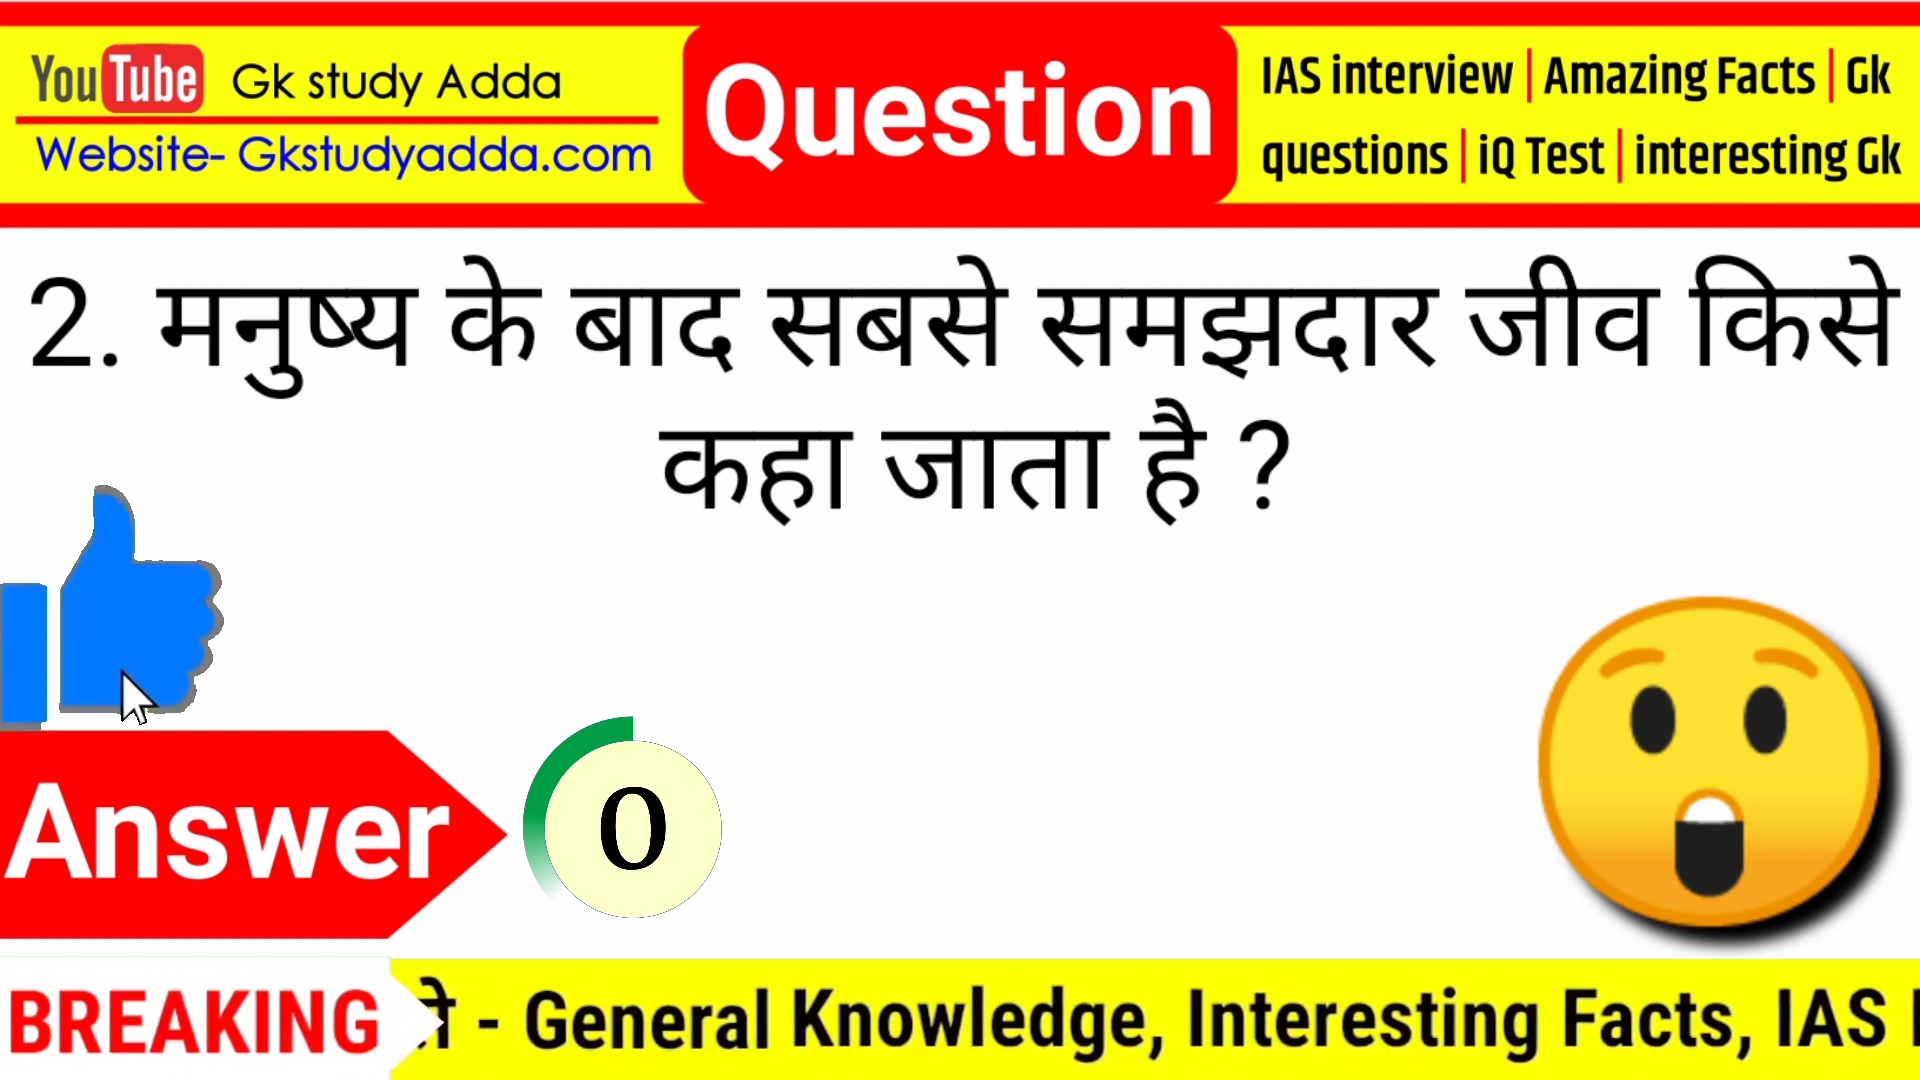 YouTube Gk study Adda
Website- Gkstudyadda.com
Question
IAS interview | Amazing Facts | Gk
questions | iQ Test | interesting Gk
2. मनुष्य के बाद सबसे समझदार जीव किसे
कहा जाता है ?
Answer
0
BREAKING
- General Knowledge, Interesting Facts, IAS